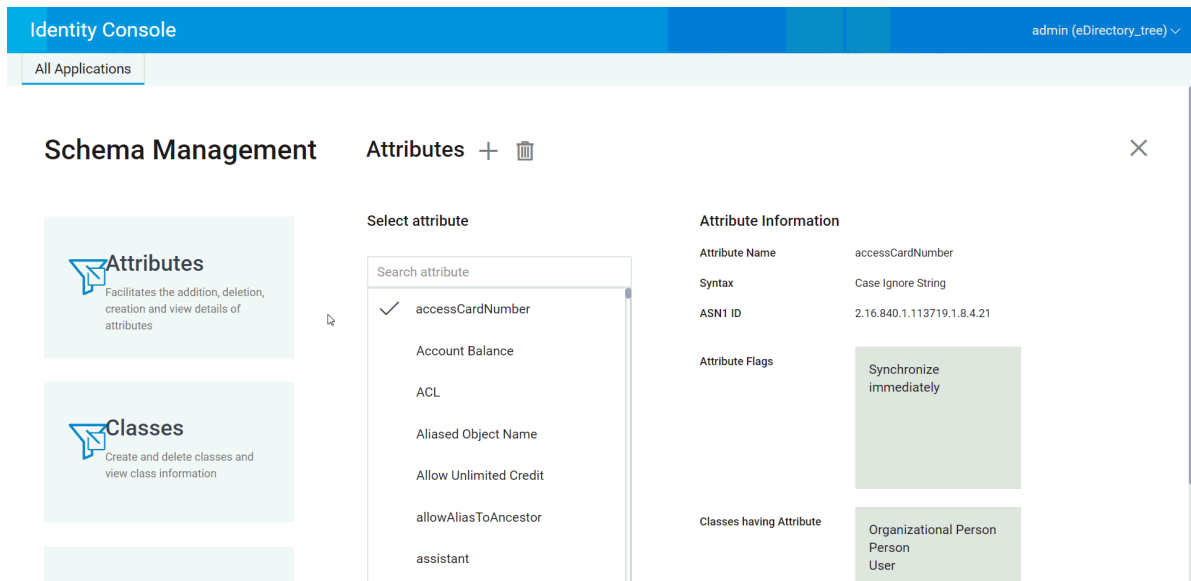 Identity Console
admin (eDirectory_tree)
All Applications
Schema Management
Attributes
Attributes
Facilitates the addition, deletion,
creation and view details of
attributes
Classes
Create and delete classes and
view class information
Select attribute
Search attribute
accessCardNumber
Account Balance
ACL
Aliased Object Name
Allow Unlimited Credit
allowAliasToAncestor
assistant
Attribute Information
Attribute Name accessCardNumber
Syntax Case Ignore String
ASN1 ID 2.16.840.1.113719.1.8.4.21
Attribute Flags
Synchronize
immediately
Classes having Attribute
Organizational Person
Person
User